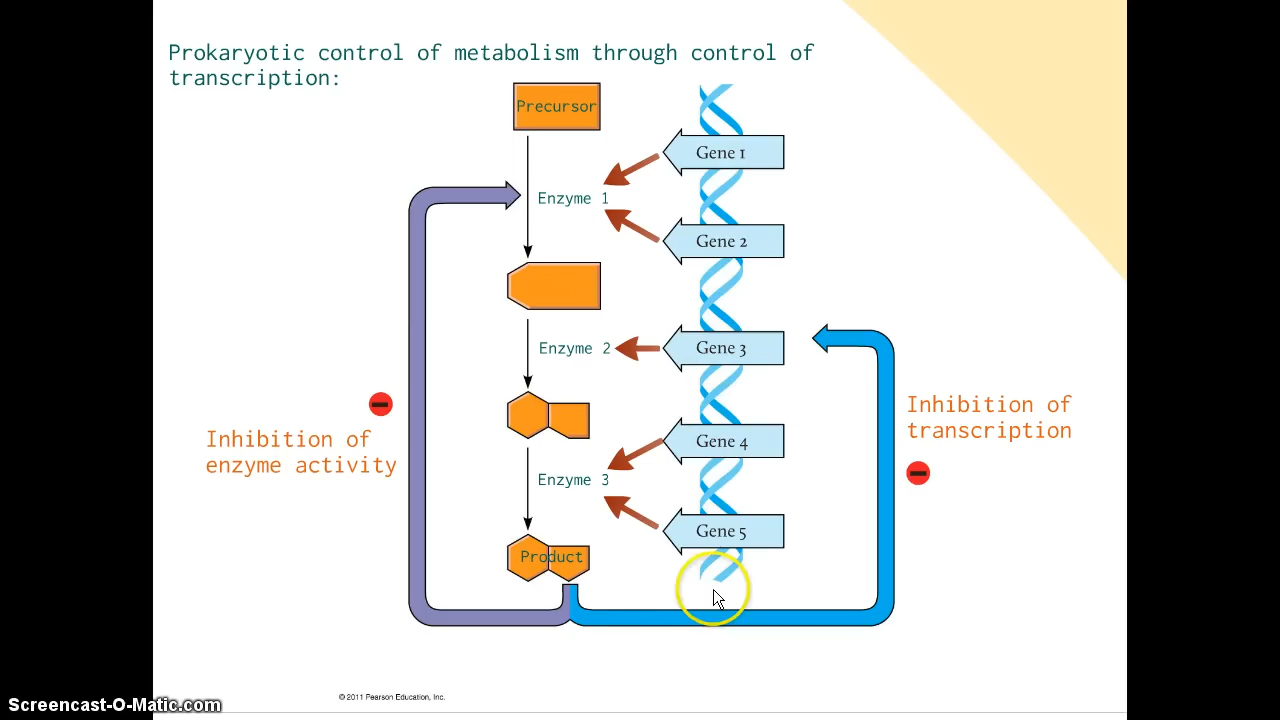 Prokaryotic control of metabolism through control of
transcription:
Precursor
Gene 1
Enzyme 1
Gene 2
Enzyme 2
Gene 3
Inhibition of
transcription
Inhibition of
enzyme activity
Gene 4
Enzyme 3
Gene 5
Product
© 2011 Pearson Education, Inc.
Screencast-O-Matic.com